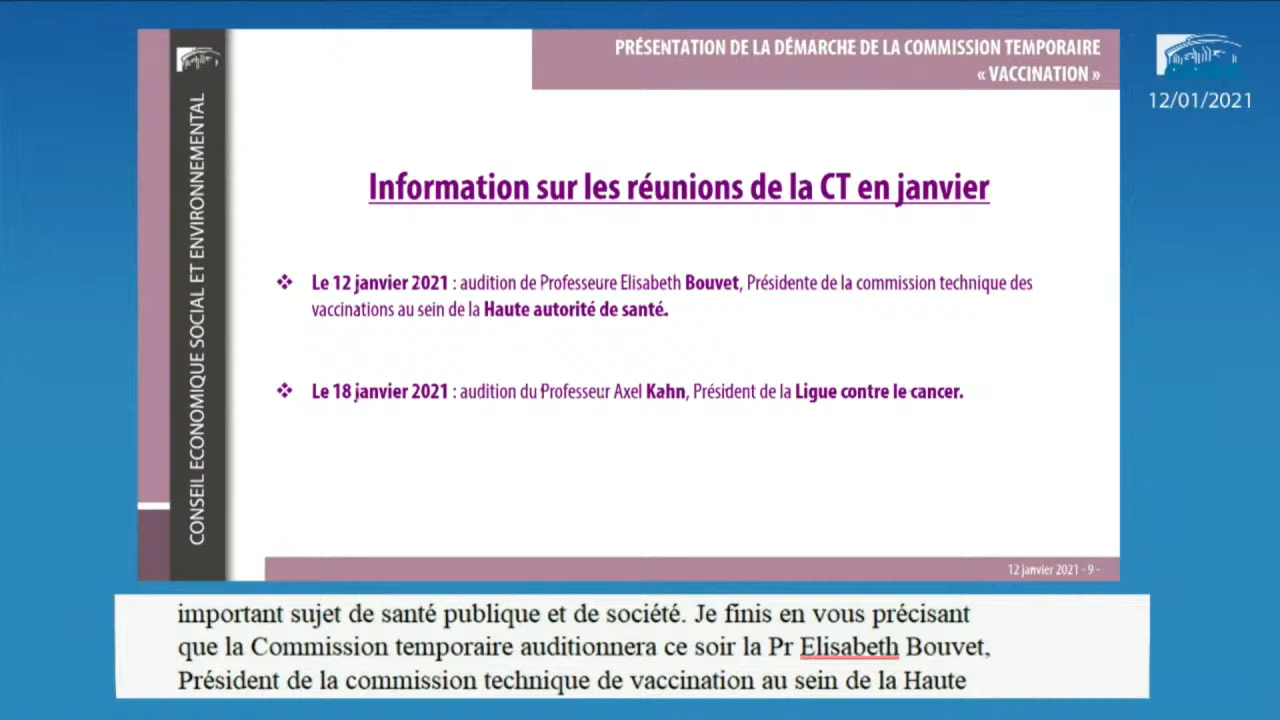 PRÉSENTATION DE LA DÉMARCHE DE LA COMMISSION TEMPORAIRE
« VACCINATION »
12/01/2021
CONSEIL ECONOMIQUE SOCIAL ET ENVIRONNEMENTAL
Information sur les réunions de la CT en janvier
❖ Le 12 janvier 2021 : audition de Professeure Elisabeth Bouvet, Présidente de la commission technique des
vaccinations au sein de la Haute autorité de santé.
❖ Le 18 janvier 2021 : audition du Professeur Axel Kahn, Président de la Ligue contre le cancer.
12 janvier 2021 - 9 -
important sujet de santé publique et de société. Je finis en vous précisant
que la Commission temporaire auditionnera ce soir la Pr Elisabeth Bouvet,
Président de la commission technique de vaccination au sein de la Haute